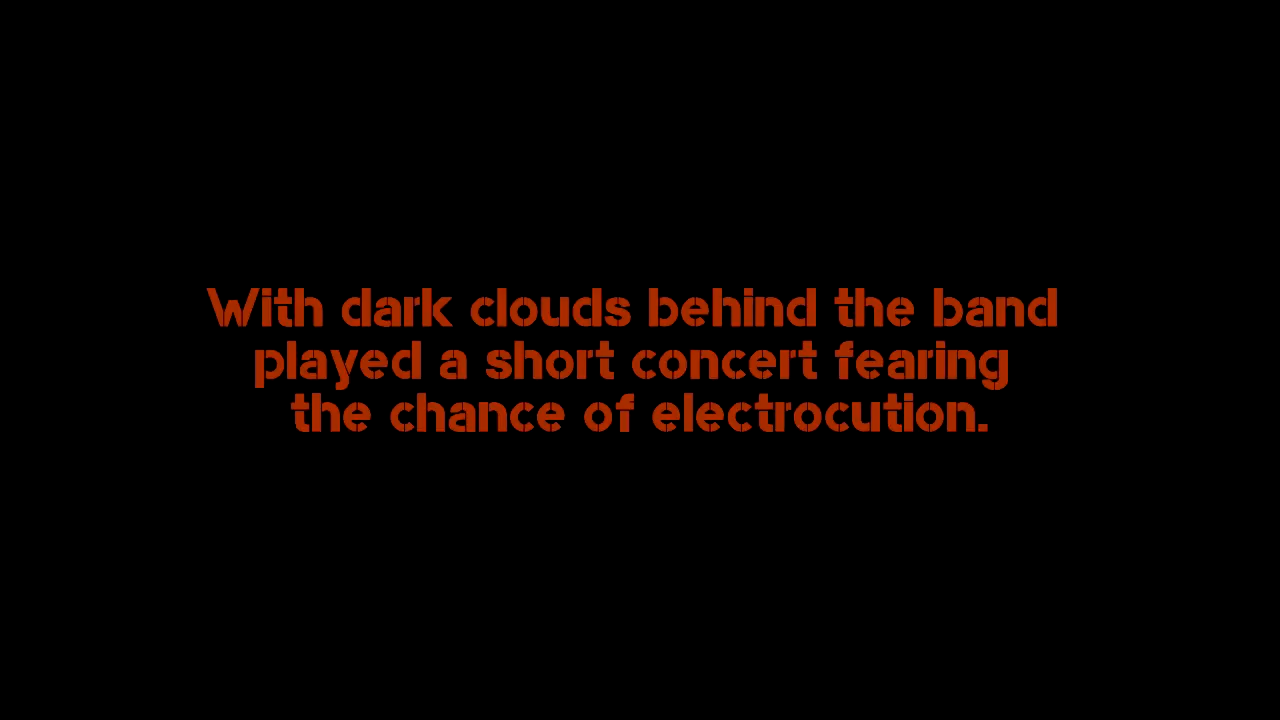 With dark clouds behind the band
played a short concert fearing
the chance of electrocution.